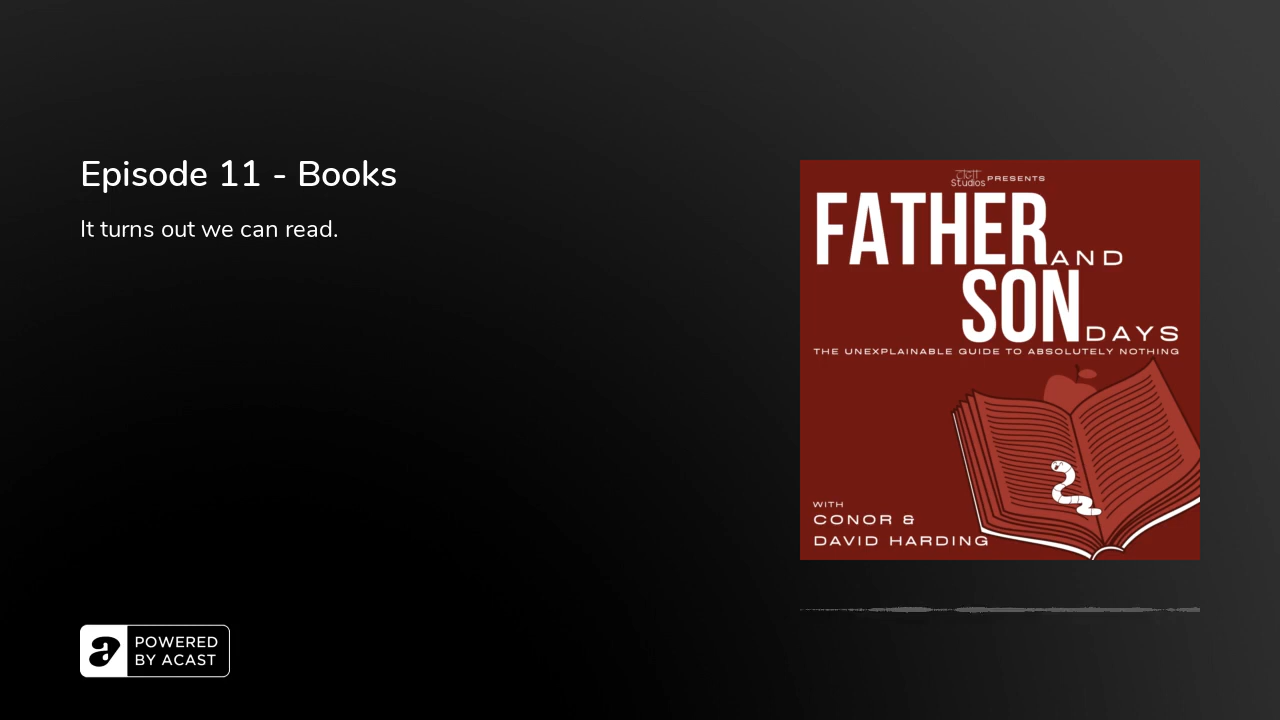 Episode 11 - Books
It turns out we can read.
Studios PRESENTS
FATHER AND
SON DAYS
THE UNEXPLAINABLE GUIDE TO ABSOLUTELY NOTHING
WITH
CONOR &
DAVID HARDING
POWERED
BY ACAST